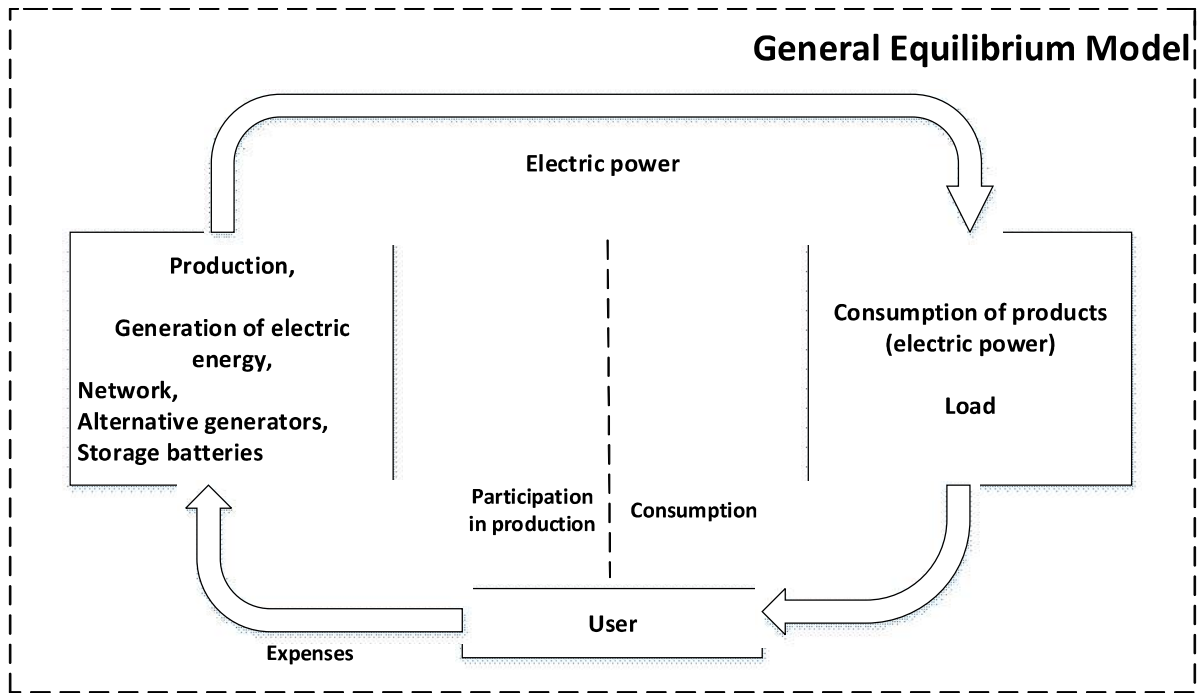 General Equilibrium Model
Electric power
Production,
Generation of electric
energy,
Network,
Alternative generators,
Storage batteries
Consumption of products
(electric power)
Load
Participation
in production
Consumption
User
Expenses